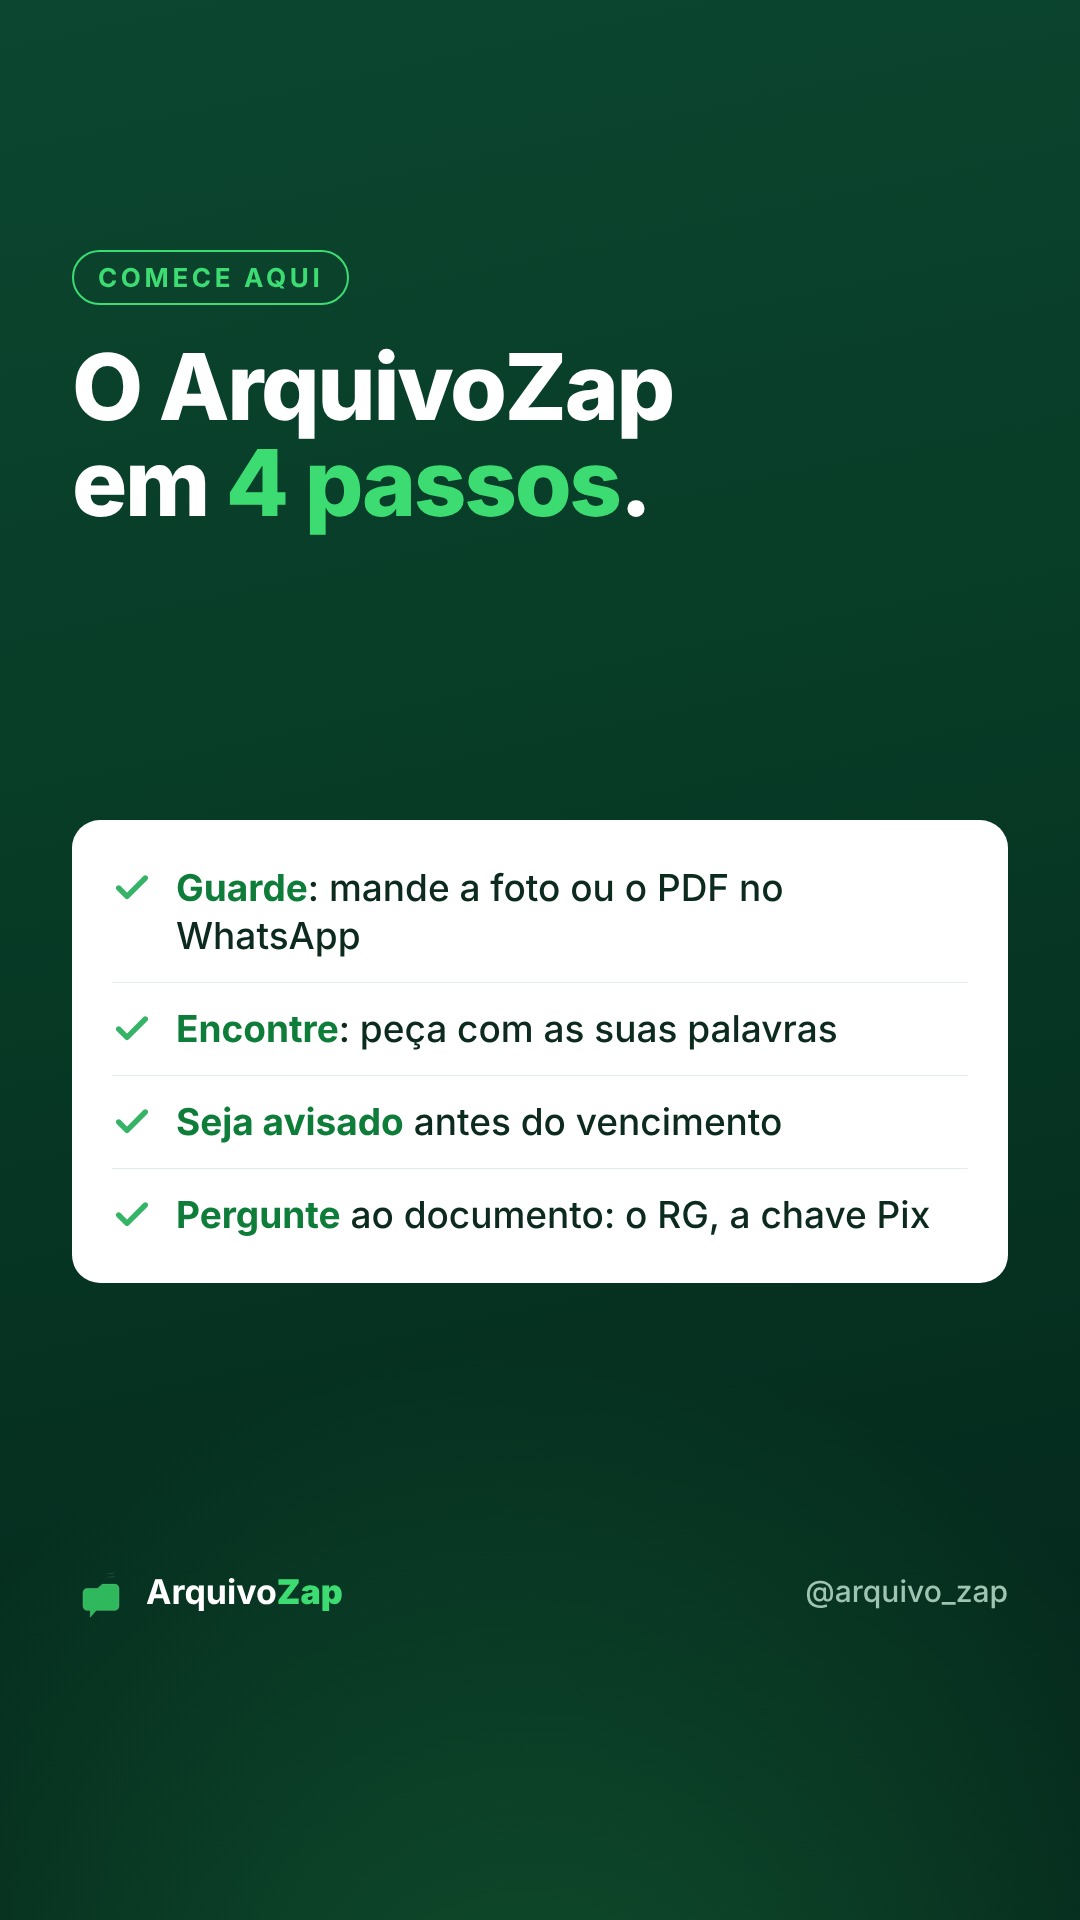 COMECE AQUI
O ArquivoZap
em 4 passos.
Guarde: mande a foto ou o PDF no
WhatsApp
Encontre: peça com as suas palavras
Seja avisado antes do vencimento
Pergunte ao documento: o RG, a chave Pix
ArquivoZap
@arquivo_zap